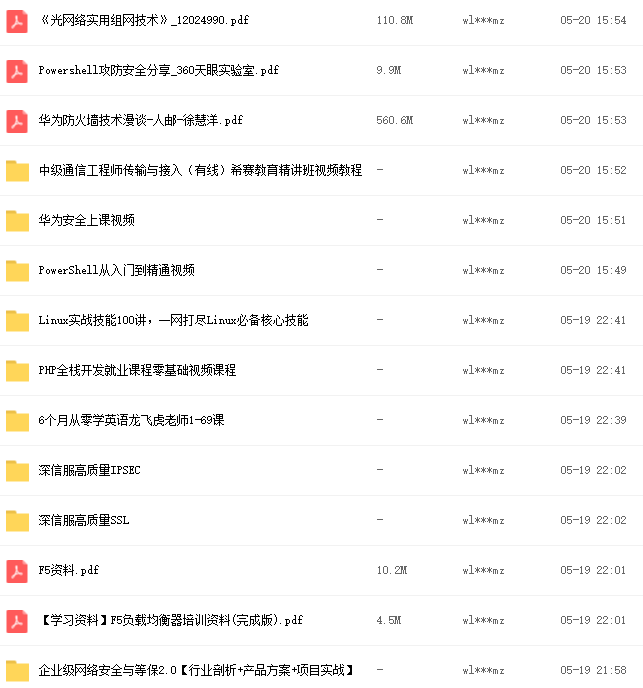 《光网络实用组网技术》_12024990.pdf 110.8M wl***mz 05-20 15:54
Powershell攻防安全分享_360天眼实验室.pdf 9.9M wl***mz 05-20 15:53
华为防火墙技术漫谈-人邮-徐慧洋.pdf 560.6M wl***mz 05-20 15:53
中级通信工程师传输与接入（有线）希赛教育精讲班视频教程 - wl***mz 05-20 15:52
华为安全上课视频 - wl***mz 05-20 15:51
PowerShell从入门到精通视频 - wl***mz 05-20 15:49
Linux实战技能100讲，一网打尽Linux必备核心技能 - wl***mz 05-19 22:41
PHP全栈开发就业课程零基础视频课程 - wl***mz 05-19 22:41
6个月从零学英语龙飞虎老师1-69课 - wl***mz 05-19 22:39
深信服高质量IPSEC - wl***mz 05-19 22:02
深信服高质量SSL - wl***mz 05-19 22:02
F5资料.pdf 10.2M wl***mz 05-19 22:01
【学习资料】F5负载均衡器培训资料(完成版).pdf 4.5M wl***mz 05-19 22:01
企业级网络安全与等保2.0【行业剖析+产品方案+项目实战】 - wl***mz 05-19 21:58